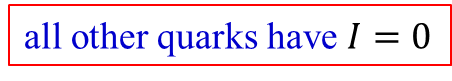 all other quarks have I = 0